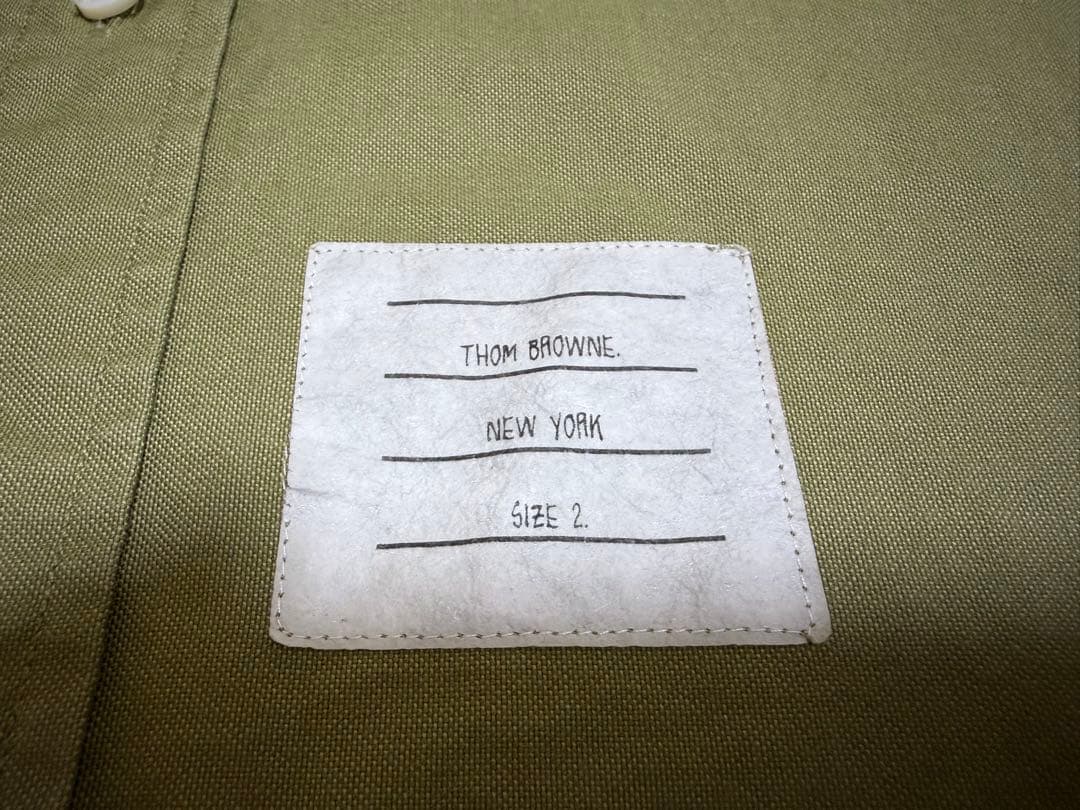 THOM BROWNE.
NEW YORK
SIZE 2.